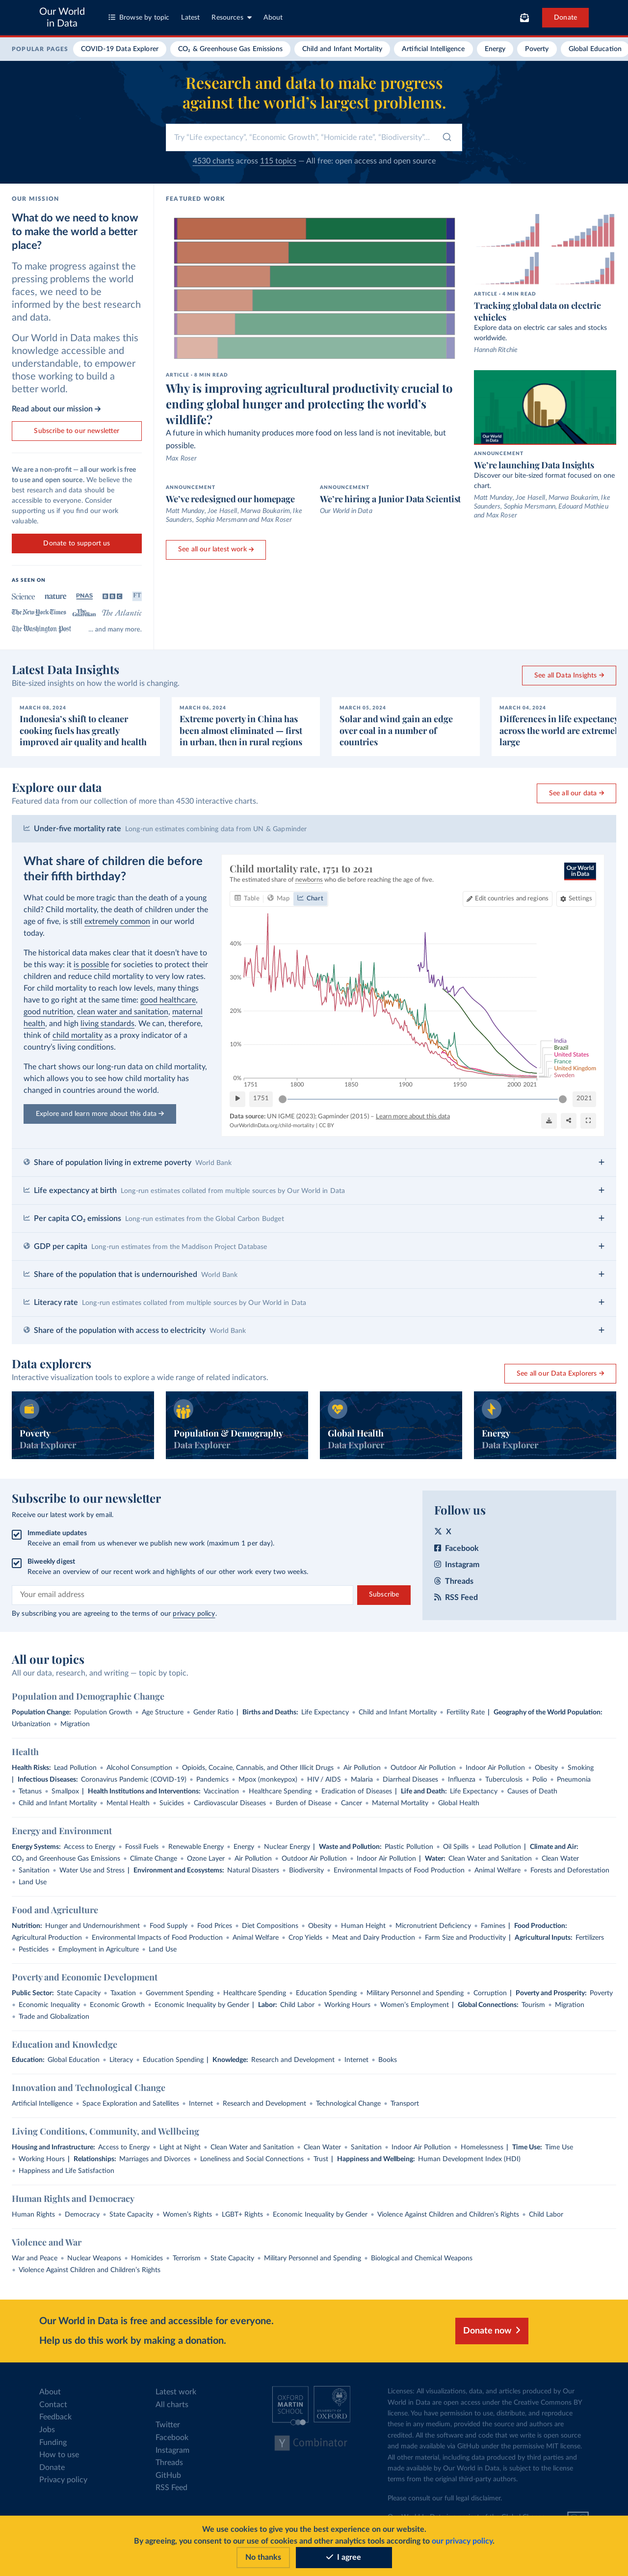 Our World
in Data
Browse by topic
Latest
Resources
About
Donate
POPULAR PAGES
COVID-19 Data Explorer
CO₂ & Greenhouse Gas Emissions
Child and Infant Mortality
Artificial Intelligence
Energy
Poverty
Global Education
Research and data to make progress
against the world's largest problems.
Try "Life expectancy", "Economic Growth", "Homicide rate", "Biodiversity"...
4530 charts across 115 topics — All free: open access and open source
OUR MISSION
What do we need to know
to make the world a better
place?
To make progress against the
pressing problems the world
faces, we need to be
informed by the best research
and data.
Our World in Data makes this
knowledge accessible and
understandable, to empower
those working to build a
better world.
Read about our mission →
Subscribe to our newsletter
We are a non-profit — all our work is free
to use and open source. We believe the
best research and data should be
accessible to everyone. Consider
supporting us if you find our work
valuable.
Donate to support us
AS SEEN ON
Science
nature
PNAS
BBC
FT
The New York Times
The Guardian
The Atlantic
The Washington Post
... and many more.
FEATURED WORK
ARTICLE - 8 MIN READ
Why is improving agricultural productivity crucial to
ending global hunger and protecting the world's
wildlife?
A future in which humanity produces more food on less land is not inevitable, but
possible.
Max Roser
ANNOUNCEMENT
We've redesigned our homepage
Matt Munday, Joe Hasell, Marwa Boukarim, Ike
Saunders, Sophia Mersmann and Max Roser
ANNOUNCEMENT
We're hiring a Junior Data Scientist
Our World in Data
See all our latest work →
ARTICLE - 4 MIN READ
Tracking global data on electric
vehicles
Explore data on electric car sales and stocks
worldwide.
Hannah Ritchie
Our World
in Data
ANNOUNCEMENT
We're launching Data Insights
Discover our bite-sized format focused on one
chart.
Matt Munday, Joe Hasell, Marwa Boukarim, Ike
Saunders, Sophia Mersmann, Edouard Mathieu
and Max Roser
Latest Data Insights
Bite-sized insights on how the world is changing.
See all Data Insights →
MARCH 08, 2024
Indonesia's shift to cleaner
cooking fuels has greatly
improved air quality and health
MARCH 06, 2024
Extreme poverty in China has
been almost eliminated — first
in urban, then in rural regions
MARCH 05, 2024
Solar and wind gain an edge
over coal in a number of
countries
MARCH 04, 2024
Differences in life expectancy
across the world are extremel
large
Explore our data
Featured data from our collection of more than 4530 interactive charts.
See all our data →
Under-five mortality rate Long-run estimates combining data from UN & Gapminder
What share of children die before
their fifth birthday?
What could be more tragic than the death of a young
child? Child mortality, the death of children under the
age of five, is still extremely common in our world
today.
The historical data makes clear that it doesn't have to
be this way: it is possible for societies to protect their
children and reduce child mortality to very low rates.
For child mortality to reach low levels, many things
have to go right at the same time: good healthcare,
good nutrition, clean water and sanitation, maternal
health, and high living standards. We can, therefore,
think of child mortality as a proxy indicator of a
country's living conditions.
The chart shows our long-run data on child mortality,
which allows you to see how child mortality has
changed in countries around the world.
Explore and learn more about this data →
Child mortality rate, 1751 to 2021
The estimated share of newborns who die before reaching the age of five.
Our World
in Data
Table
Map
Chart
Edit countries and regions
Settings
40%
30%
20%
10%
0%
1751
1800
1850
1900
1950
2000
2021
India
Brazil
United States
France
United Kingdom
Sweden
1751
2021
Data source: UN IGME (2023); Gapminder (2015) – Learn more about this data
OurWorldInData.org/child-mortality | CC BY
Share of population living in extreme poverty World Bank +
Life expectancy at birth Long-run estimates collated from multiple sources by Our World in Data +
Per capita CO₂ emissions Long-run estimates from the Global Carbon Budget +
GDP per capita Long-run estimates from the Maddison Project Database +
Share of the population that is undernourished World Bank +
Literacy rate Long-run estimates collated from multiple sources by Our World in Data +
Share of the population with access to electricity World Bank +
Data explorers
Interactive visualization tools to explore a wide range of related indicators.
See all our Data Explorers →
Poverty
Data Explorer
Population & Demography
Data Explorer
Global Health
Data Explorer
Energy
Data Explorer
Subscribe to our newsletter
Receive our latest work by email.
Immediate updates
Receive an email from us whenever we publish new work (maximum 1 per day).
Biweekly digest
Receive an overview of our recent work and highlights of our other work every two weeks.
Your email address
Subscribe
By subscribing you are agreeing to the terms of our privacy policy.
Follow us
X
Facebook
Instagram
Threads
RSS Feed
All our topics
All our data, research, and writing — topic by topic.
Population and Demographic Change
Population Change: Population Growth • Age Structure • Gender Ratio | Births and Deaths: Life Expectancy • Child and Infant Mortality • Fertility Rate | Geography of the World Population:
Urbanization • Migration
Health
Health Risks: Lead Pollution • Alcohol Consumption • Opioids, Cocaine, Cannabis, and Other Illicit Drugs • Air Pollution • Outdoor Air Pollution • Indoor Air Pollution • Obesity • Smoking
| Infectious Diseases: Coronavirus Pandemic (COVID-19) • Pandemics • Mpox (monkeypox) • HIV / AIDS • Malaria • Diarrheal Diseases • Influenza • Tuberculosis • Polio • Pneumonia
• Tetanus • Smallpox | Health Institutions and Interventions: Vaccination • Healthcare Spending • Eradication of Diseases | Life and Death: Life Expectancy • Causes of Death
• Child and Infant Mortality • Mental Health • Suicides • Cardiovascular Diseases • Burden of Disease • Cancer • Maternal Mortality • Global Health
Energy and Environment
Energy Systems: Access to Energy • Fossil Fuels • Renewable Energy • Energy • Nuclear Energy | Waste and Pollution: Plastic Pollution • Oil Spills • Lead Pollution | Climate and Air:
CO₂ and Greenhouse Gas Emissions • Climate Change • Ozone Layer • Air Pollution • Outdoor Air Pollution • Indoor Air Pollution | Water: Clean Water and Sanitation • Clean Water
• Sanitation • Water Use and Stress | Environment and Ecosystems: Natural Disasters • Biodiversity • Environmental Impacts of Food Production • Animal Welfare • Forests and Deforestation
• Land Use
Food and Agriculture
Nutrition: Hunger and Undernourishment • Food Supply • Food Prices • Diet Compositions • Obesity • Human Height • Micronutrient Deficiency • Famines | Food Production:
Agricultural Production • Environmental Impacts of Food Production • Animal Welfare • Crop Yields • Meat and Dairy Production • Farm Size and Productivity | Agricultural Inputs: Fertilizers
• Pesticides • Employment in Agriculture • Land Use
Poverty and Economic Development
Public Sector: State Capacity • Taxation • Government Spending • Healthcare Spending • Education Spending • Military Personnel and Spending • Corruption | Poverty and Prosperity: Poverty
• Economic Inequality • Economic Growth • Economic Inequality by Gender | Labor: Child Labor • Working Hours • Women's Employment | Global Connections: Tourism • Migration
• Trade and Globalization
Education and Knowledge
Education: Global Education • Literacy • Education Spending | Knowledge: Research and Development • Internet • Books
Innovation and Technological Change
Artificial Intelligence • Space Exploration and Satellites • Internet • Research and Development • Technological Change • Transport
Living Conditions, Community, and Wellbeing
Housing and Infrastructure: Access to Energy • Light at Night • Clean Water and Sanitation • Clean Water • Sanitation • Indoor Air Pollution • Homelessness | Time Use: Time Use
• Working Hours | Relationships: Marriages and Divorces • Loneliness and Social Connections • Trust | Happiness and Wellbeing: Human Development Index (HDI)
• Happiness and Life Satisfaction
Human Rights and Democracy
Human Rights • Democracy • State Capacity • Women's Rights • LGBT+ Rights • Economic Inequality by Gender • Violence Against Children and Children's Rights • Child Labor
Violence and War
War and Peace • Nuclear Weapons • Homicides • Terrorism • State Capacity • Military Personnel and Spending • Biological and Chemical Weapons
• Violence Against Children and Children's Rights
Our World in Data is free and accessible for everyone.
Help us do this work by making a donation.
Donate now
About
Contact
Feedback
Jobs
Funding
How to use
Donate
Privacy policy
Latest work
All charts
Twitter
Facebook
Instagram
Threads
GitHub
RSS Feed
OXFORD
MARTIN
SCHOOL
UNIVERSITY OF
OXFORD
Y Combinator
Licenses: All visualizations, data, and articles produced by Our
World in Data are open access under the Creative Commons BY
license. You have permission to use, distribute, and reproduce
these in any medium, provided the source and authors are
credited. All the software and code that we write is open source
and made available via GitHub under the permissive MIT license.
All other material, including data produced by third parties and
made available by Our World in Data, is subject to the license
terms from the original third-party authors.
Please consult our full legal disclaimer.
We use cookies to give you the best experience on our website.
By agreeing, you consent to our use of cookies and other analytics tools according to our privacy policy.
No thanks
I agree